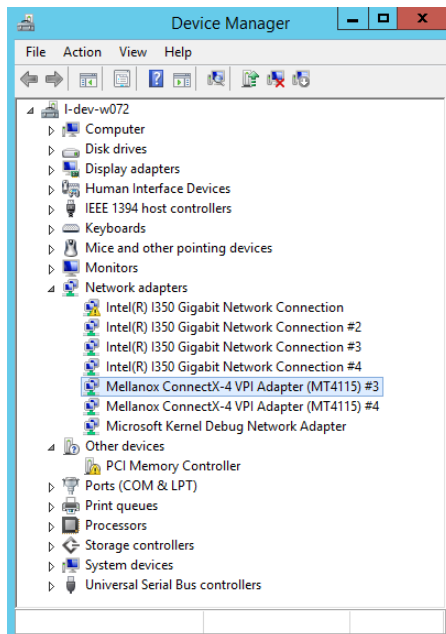 Device Manager
File Action View Help
l-dev-w072
Computer
Disk drives
Display adapters
Human Interface Devices
IEEE 1394 host controllers
Keyboards
Mice and other pointing devices
Monitors
Network adapters
Intel(R) I350 Gigabit Network Connection
Intel(R) I350 Gigabit Network Connection #2
Intel(R) I350 Gigabit Network Connection #3
Intel(R) I350 Gigabit Network Connection #4
Mellanox ConnectX-4 VPI Adapter (MT4115) #3
Mellanox ConnectX-4 VPI Adapter (MT4115) #4
Microsoft Kernel Debug Network Adapter
Other devices
PCI Memory Controller
Ports (COM & LPT)
Print queues
Processors
Storage controllers
System devices
Universal Serial Bus controllers